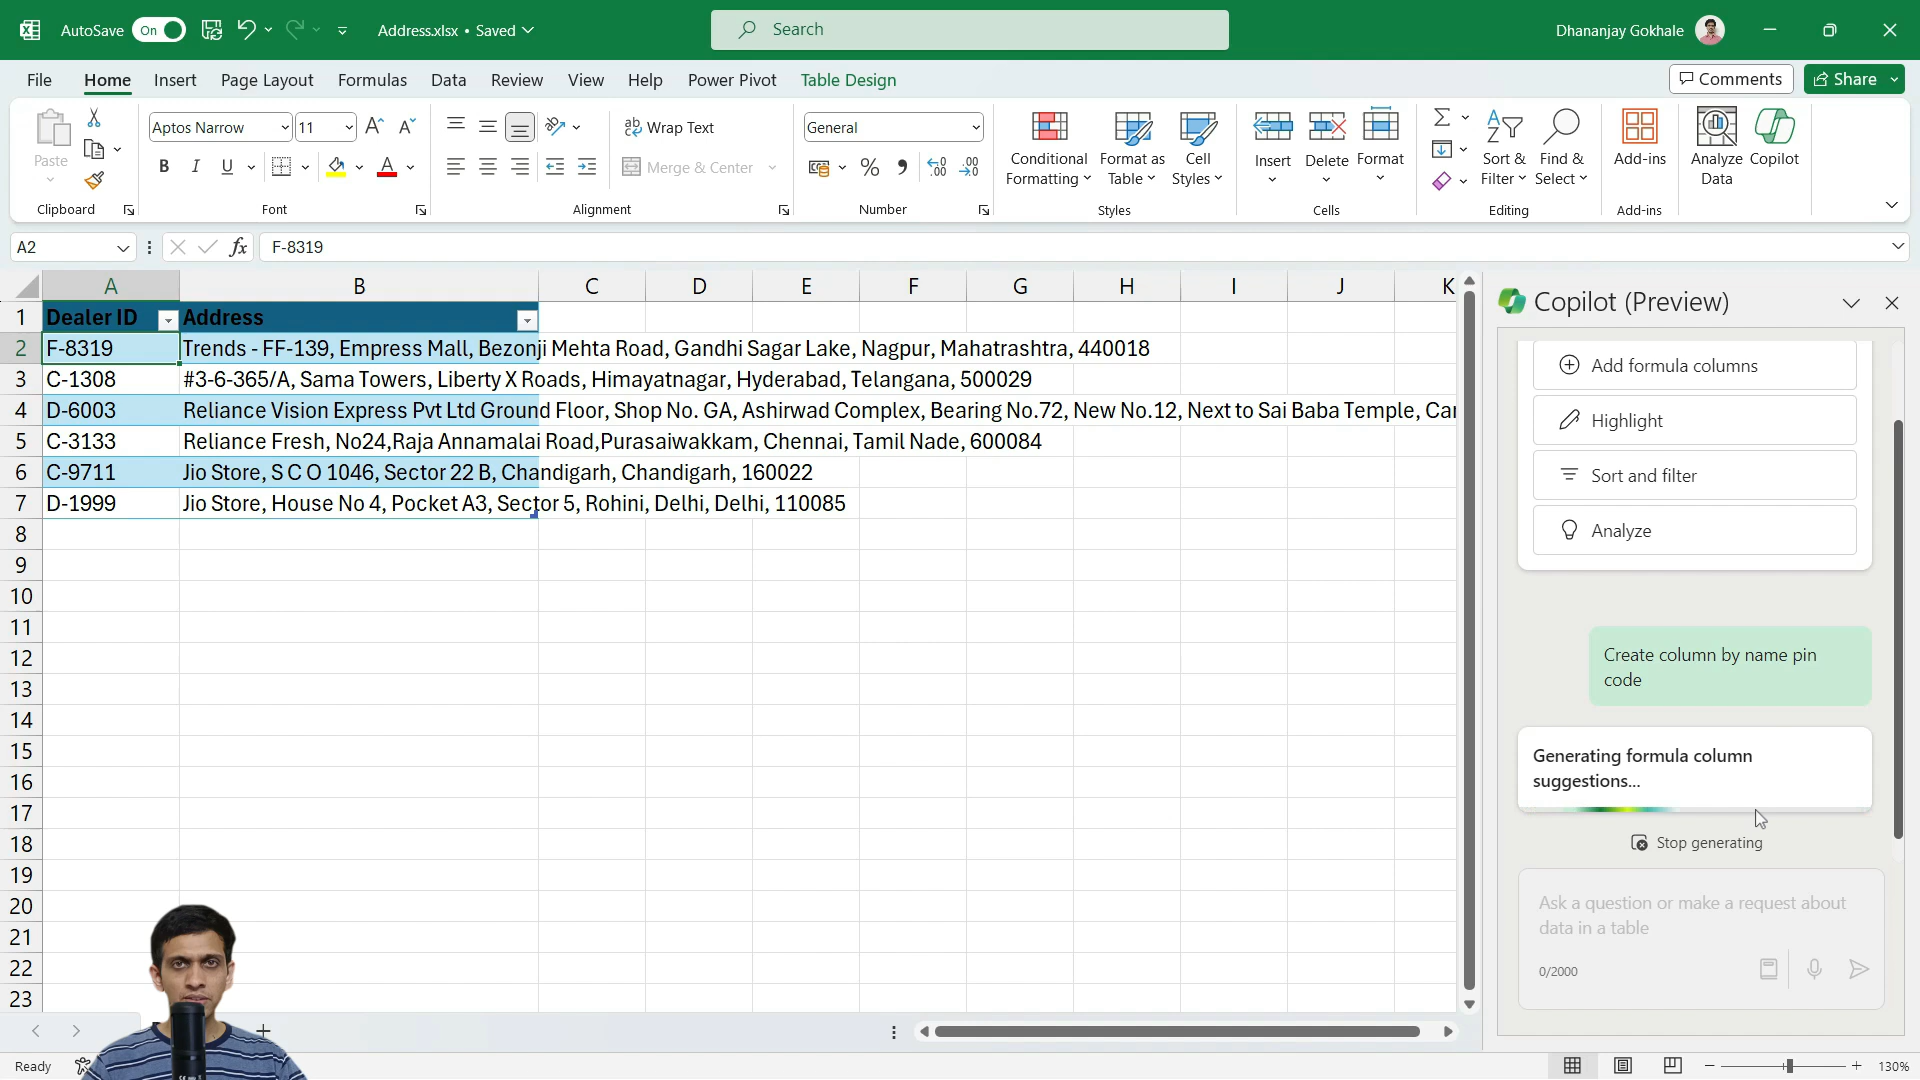 AutoSave On Address.xlsx • Saved Search Dhananjay Gokhale
File Home Insert Page Layout Formulas Data Review View Help Power Pivot Table Design Comments Share
Paste Aptos Narrow 11 Wrap Text General Conditional Formatting Format as Table Cell Styles Insert Delete Format Sort & Filter Find & Select Add-ins Analyze Data Copilot
B I U Merge & Center
Clipboard Font Alignment Number Styles Cells Editing Add-ins
A2 fx F-8319
A B C D E F G H I J K
1 Dealer ID Address
2 F-8319 Trends - FF-139, Empress Mall, Bezonji Mehta Road, Gandhi Sagar Lake, Nagpur, Mahatrashtra, 440018
3 C-1308 #3-6-365/A, Sama Towers, Liberty X Roads, Himayatnagar, Hyderabad, Telangana, 500029
4 D-6003 Reliance Vision Express Pvt Ltd Ground Floor, Shop No. GA, Ashirwad Complex, Bearing No.72, New No.12, Next to Sai Baba Temple, Car
5 C-3133 Reliance Fresh, No24,Raja Annamalai Road,Purasaiwakkam, Chennai, Tamil Nade, 600084
6 C-9711 Jio Store, S C O 1046, Sector 22 B, Chandigarh, Chandigarh, 160022
7 D-1999 Jio Store, House No 4, Pocket A3, Sector 5, Rohini, Delhi, Delhi, 110085
8
9
10
11
12
13
14
15
16
17
18
19
20
21
22
23
Copilot (Preview)
Add formula columns
Highlight
Sort and filter
Analyze
Create column by name pin
code
Generating formula column
suggestions...
Stop generating
Ask a question or make a request about
data in a table
0/2000
Ready 130%